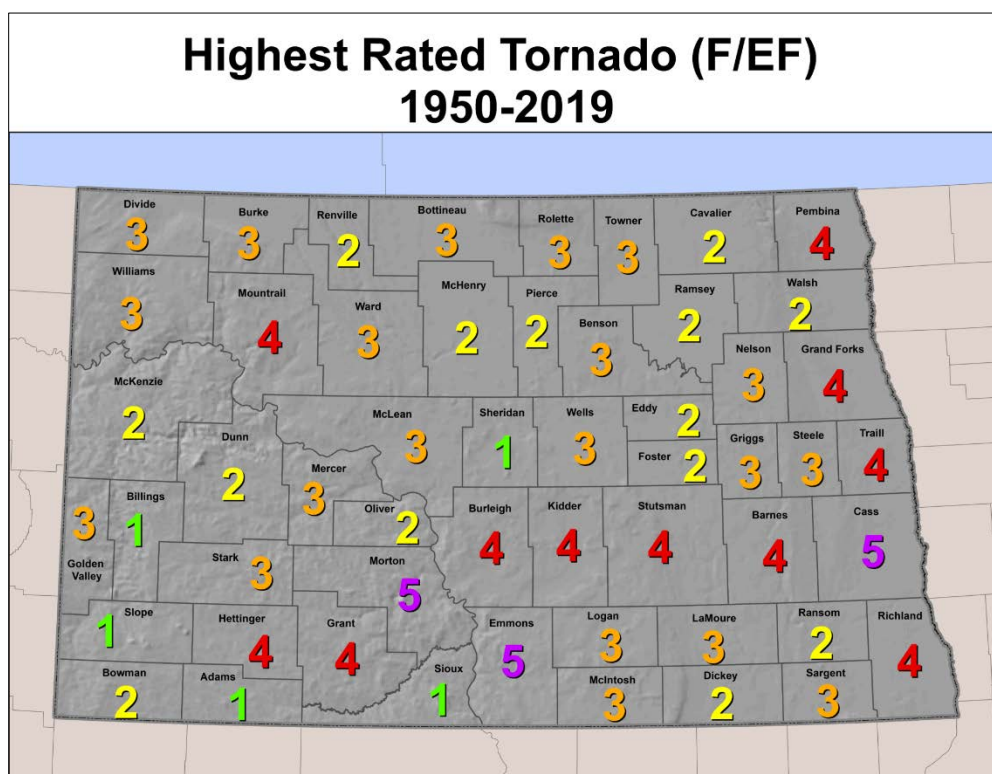 Highest Rated Tornado (F/EF)
1950-2019
Divide
3
Burke
3
Renville
2
Bottineau
3
Rolette
3
Towner
3
Cavalier
2
Pembina
4
Williams
3
Mountrail
4
Ward
3
McHenry
2
Pierce
2
Benson
3
Ramsey
2
Walsh
2
McKenzie
2
Dunn
2
McLean
3
Sheridan
1
Wells
3
Eddy
2
Foster
2
Nelson
3
Grand Forks
4
Griggs
3
Steele
3
Traill
4
Mercer
3
Oliver
2
3
Golden
Valley
Billings
1
Stark
3
Morton
5
Burleigh
4
Kidder
4
Stutsman
4
Barnes
4
Cass
5
Slope
1
Hettinger
4
Grant
4
Emmons
5
Logan
3
LaMoure
3
Ransom
2
Richland
4
Bowman
2
Adams
1
Sioux
1
McIntosh
3
Dickey
2
Sargent
3